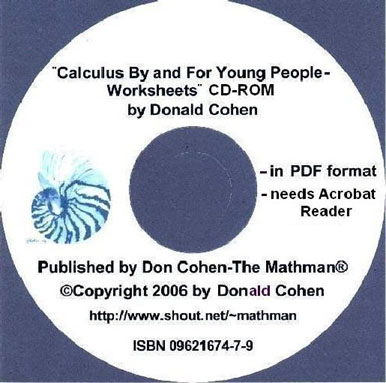 "Calculus By and For Young People-
Worksheets" CD-ROM
by Donald Cohen
- in PDF format
- needs Acrobat
Reader
Published by Don Cohen-The Mathman®
©Copyright 2006 by Donald Cohen
http://www.shout.net/~mathman
ISBN 09621674-7-9